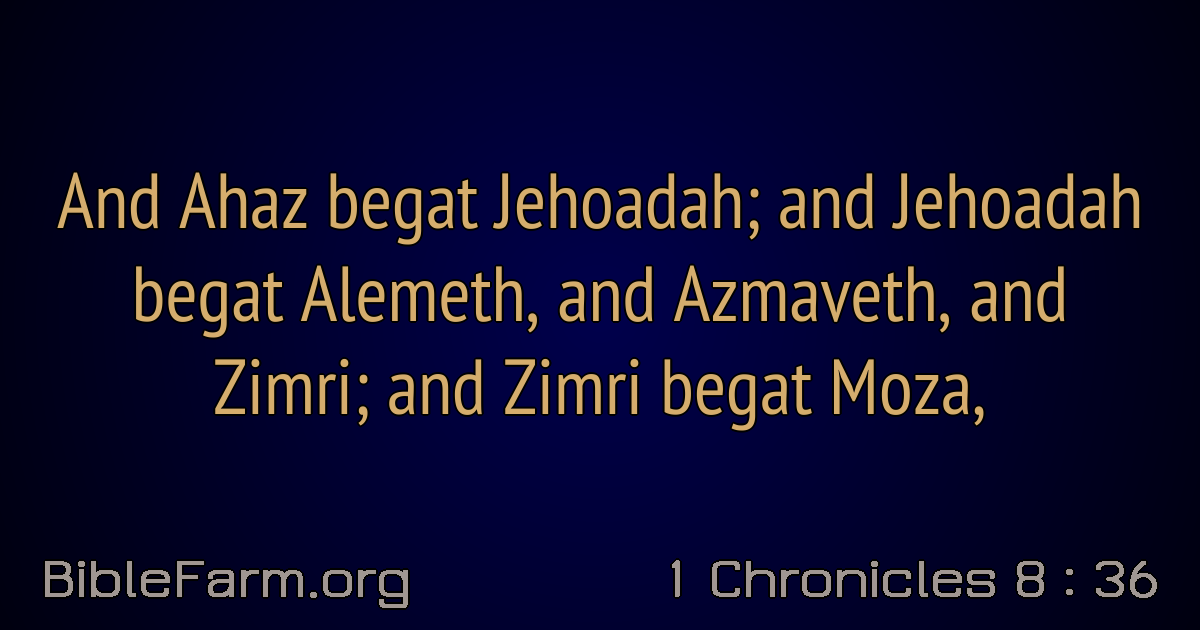 And Ahaz begat Jehoadah; and Jehoadah
begat Alemeth, and Azmaveth, and
Zimri; and Zimri begat Moza,
BibleFarm.org
1 Chronicles 8 : 36